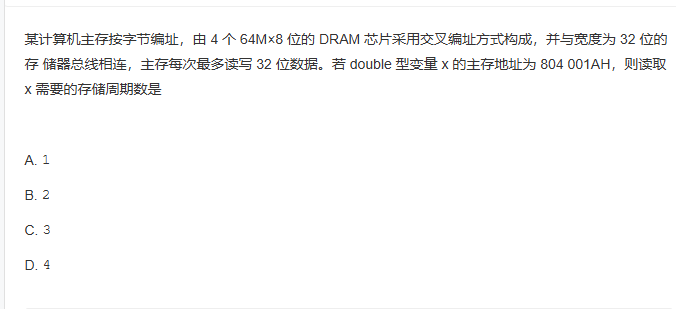 某计算机主存按字节编址，由 4 个 64M×8 位的 DRAM 芯片采用交叉编址方式构成，并与宽度为 32 位的
存 储器总线相连，主存每次最多读写 32 位数据。若 double 型变量 x 的主存地址为 804 001AH，则读取
x 需要的存储周期数是
A. 1
B. 2
C. 3
D. 4